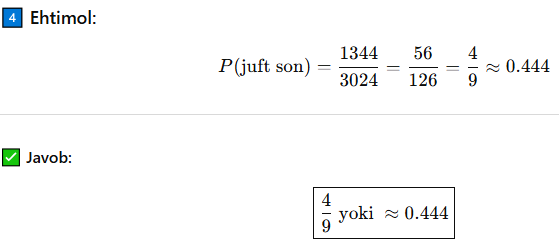 4 Ehtimol:
P(juft son) = 1344/3024 = 56/126 = 4/9 ≈ 0.444
✅ Javob:
4/9 yoki ≈ 0.444